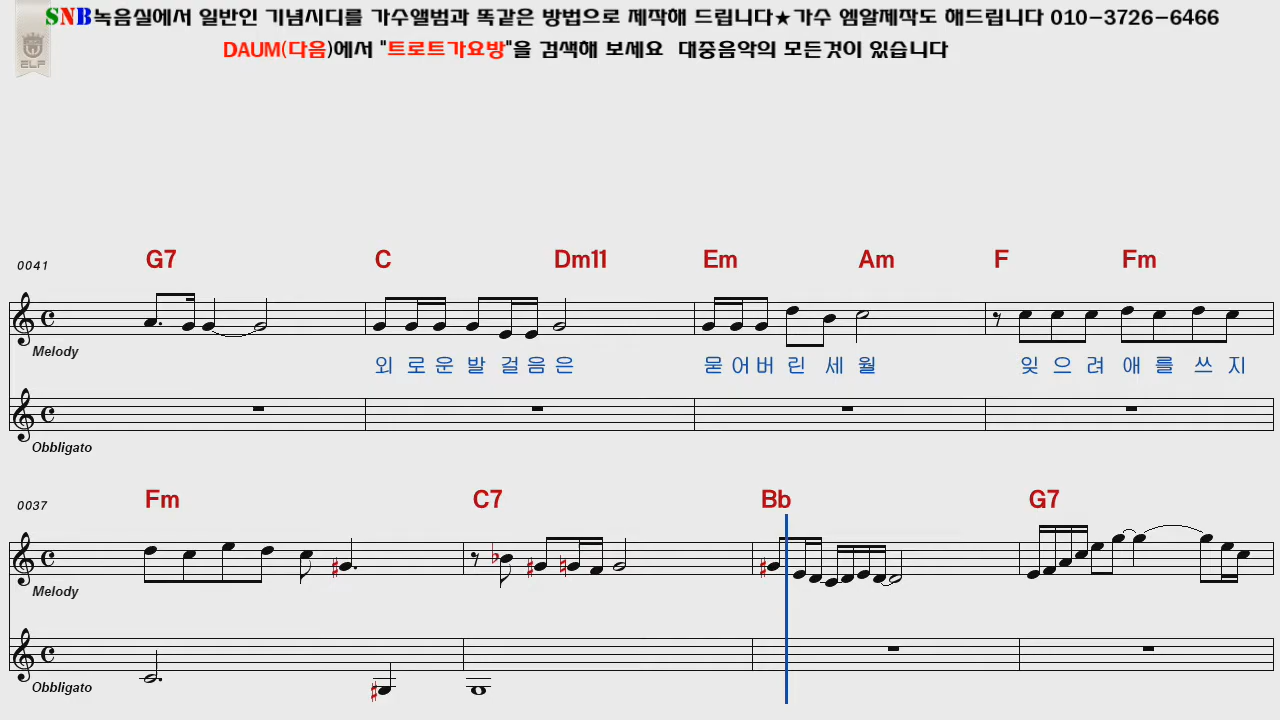 SNB녹음실에서 일반인 기념시디를 가수앨범과 똑같은 방법으로 제작해 드립니다★가수 엠알제작도 해드립니다 010-3726-6466
ELF
DAUM(다음)에서 "트로트가요방"을 검색해 보세요 대중음악의 모든것이 있습니다
0041 G7 C Dm11 Em Am F Fm
Melody
외 로 운 발 걸 음 은 묻 어 버 린 세 월 잊 으 려 애 를 쓰 지
Obbligato
0037 Fm C7 Bb G7
Melody
Obbligato